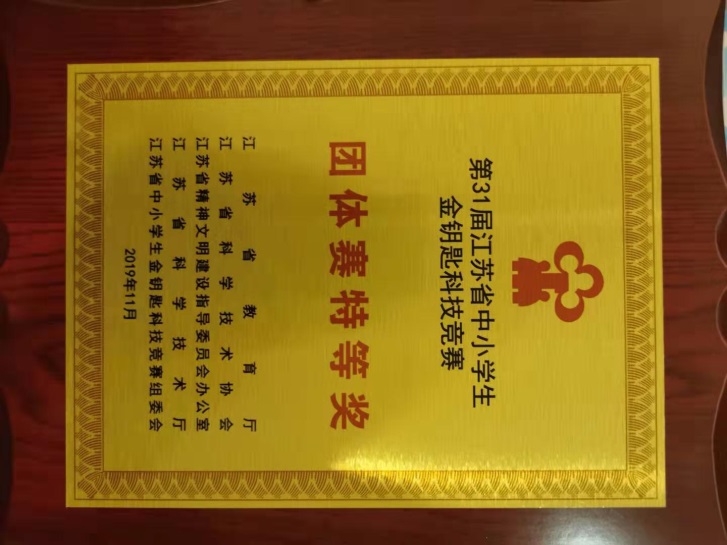 第31届江苏省中小学生
金钥匙科技竞赛
团体赛特等奖
江苏省教育厅
江苏省科学技术协会
江苏省精神文明建设指导委员会办公室
江苏省科学技术厅
江苏省中小学生金钥匙科技竞赛组委会
2019年11月